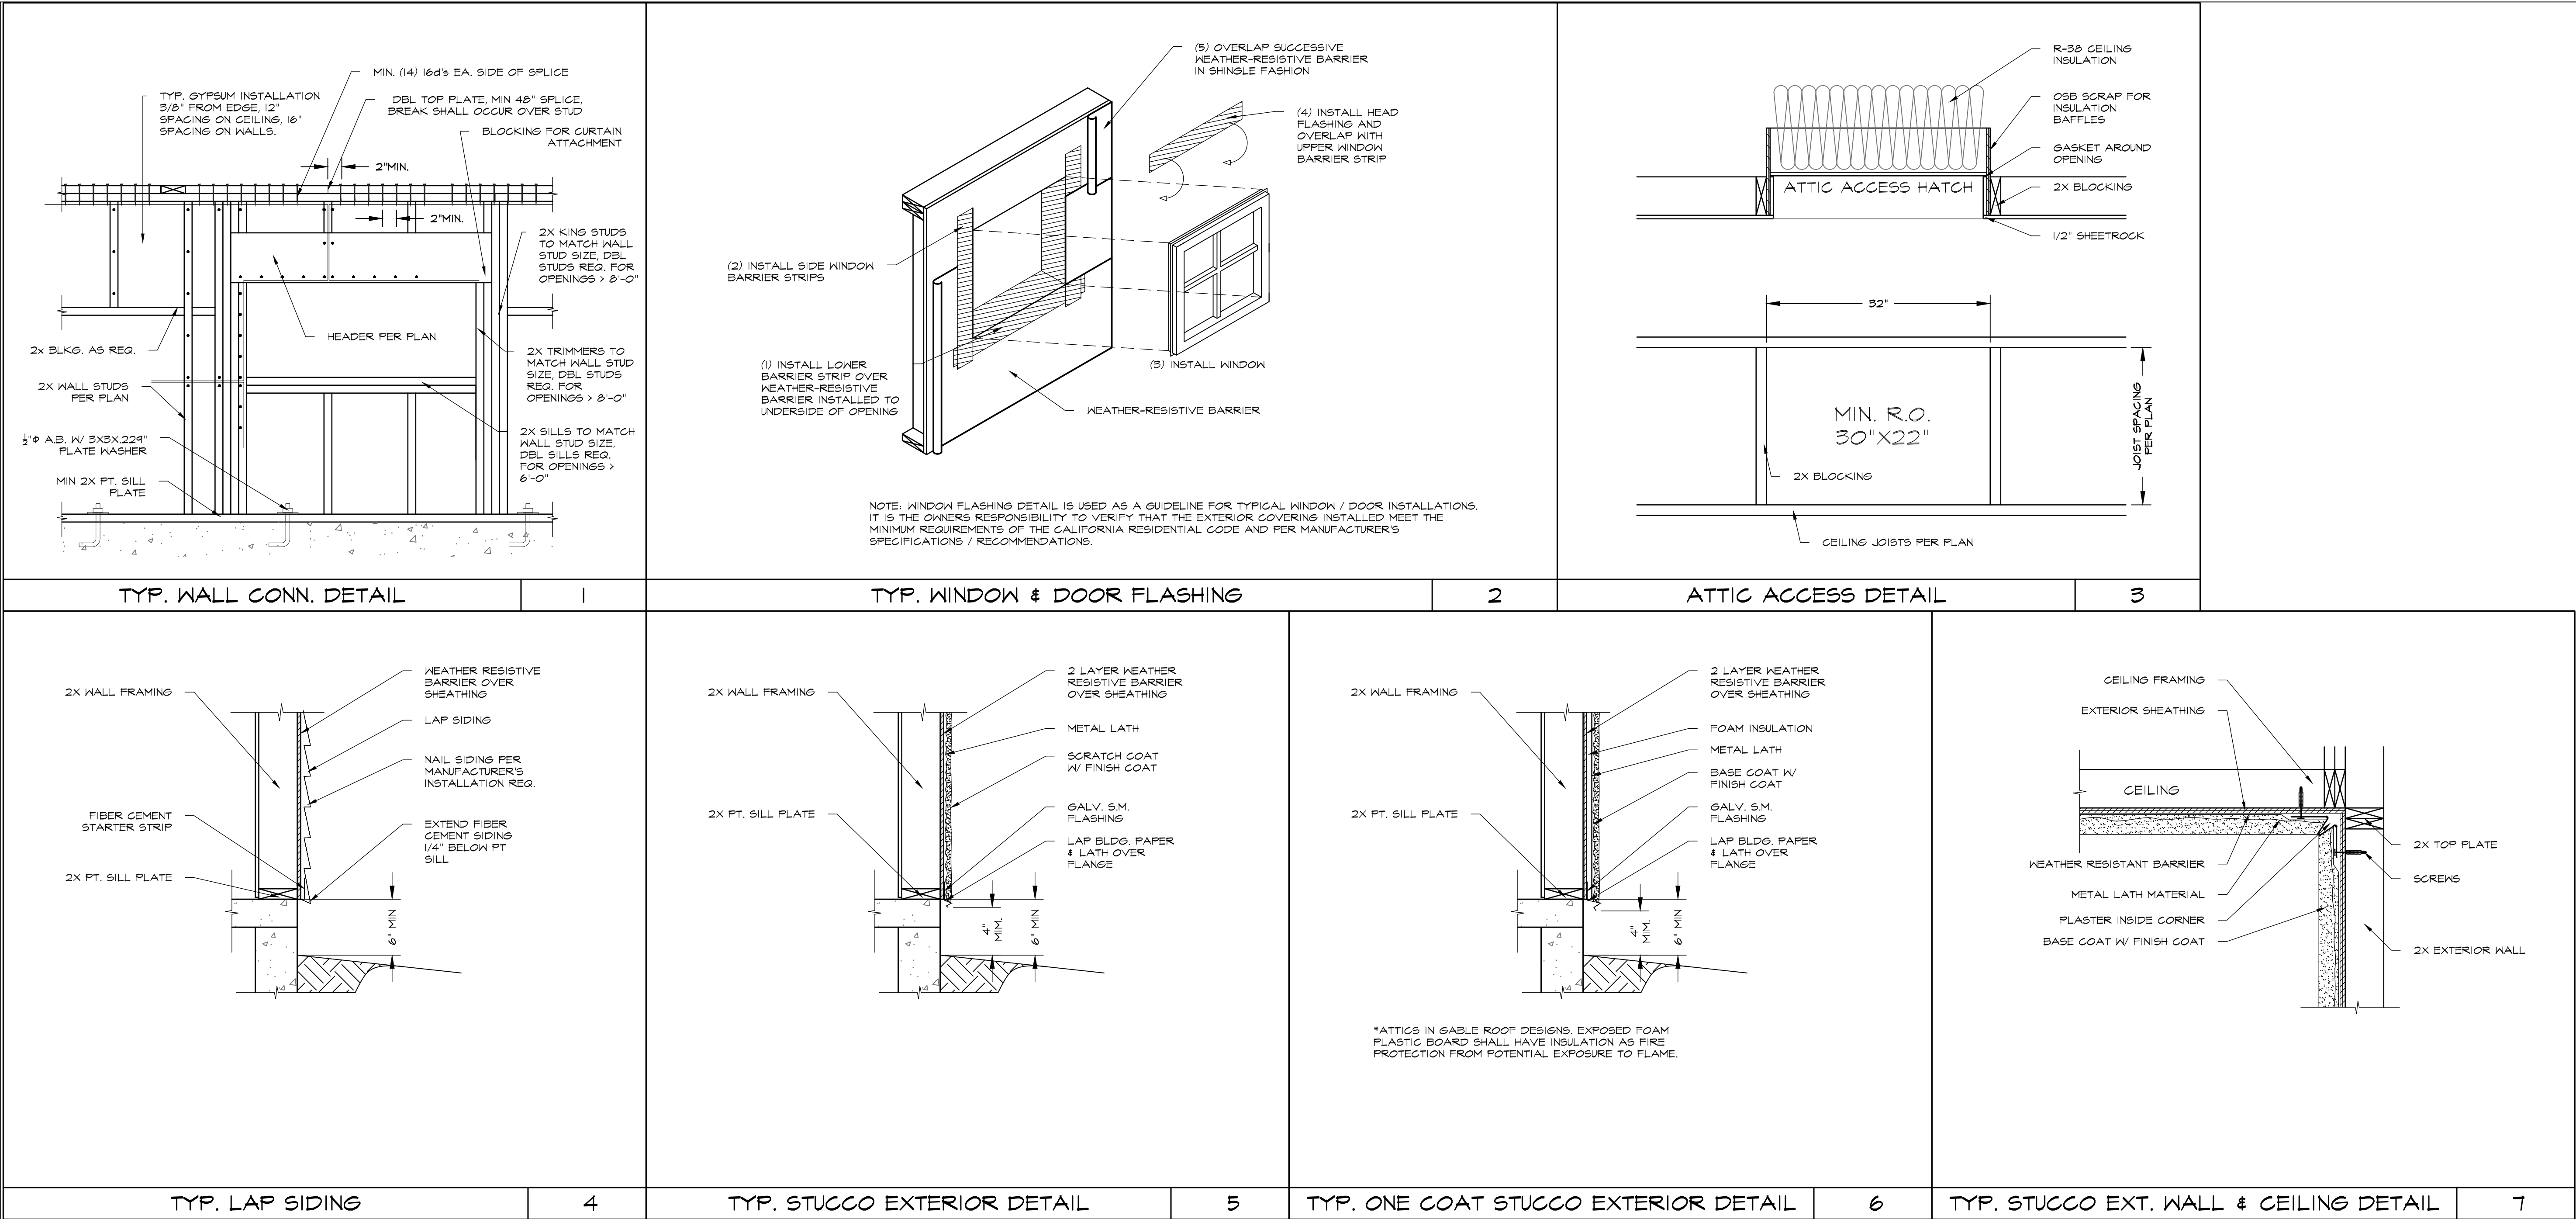 MIN. (14) 16d's EA. SIDE OF SPLICE
TYP. GYPSUM INSTALLATION
3/8" FROM EDGE, 12"
SPACING ON CEILING, 16"
SPACING ON WALLS.
DBL TOP PLATE, MIN 48" SPLICE,
BREAK SHALL OCCUR OVER STUD
BLOCKING FOR CURTAIN
ATTACHMENT
2"MIN.
2"MIN.
2X KING STUDS
TO MATCH WALL
STUD SIZE, DBL
STUDS REQ. FOR
OPENINGS > 8'-0"
HEADER PER PLAN
2x BLKG. AS REQ.
2X TRIMMERS TO
MATCH WALL STUD
SIZE, DBL STUDS
REQ. FOR
OPENINGS > 8'-0"
2X WALL STUDS
PER PLAN
2X SILLS TO MATCH
WALL STUD SIZE,
DBL SILLS REQ.
FOR OPENINGS >
6'-0"
½"Φ A.B. W/ 3X3X.229"
PLATE WASHER
MIN 2X PT. SILL
PLATE
TYP. WALL CONN. DETAIL
1
(5) OVERLAP SUCCESSIVE
WEATHER-RESISTIVE BARRIER
IN SHINGLE FASHION
(4) INSTALL HEAD
FLASHING AND
OVERLAP WITH
UPPER WINDOW
BARRIER STRIP
(2) INSTALL SIDE WINDOW
BARRIER STRIPS
(1) INSTALL LOWER
BARRIER STRIP OVER
WEATHER-RESISTIVE
BARRIER INSTALLED TO
UNDERSIDE OF OPENING
(3) INSTALL WINDOW
WEATHER-RESISTIVE BARRIER
NOTE: WINDOW FLASHING DETAIL IS USED AS A GUIDELINE FOR TYPICAL WINDOW / DOOR INSTALLATIONS.
IT IS THE OWNERS RESPONSIBILITY TO VERIFY THAT THE EXTERIOR COVERING INSTALLED MEET THE
MINIMUM REQUIREMENTS OF THE CALIFORNIA RESIDENTIAL CODE AND PER MANUFACTURER'S
SPECIFICATIONS / RECOMMENDATIONS.
TYP. WINDOW & DOOR FLASHING
2
R-38 CEILING
INSULATION
OSB SCRAP FOR
INSULATION
BAFFLES
GASKET AROUND
OPENING
2X BLOCKING
ATTIC ACCESS HATCH
1/2" SHEETROCK
32"
MIN. R.O.
30"X22"
JOIST SPACING
PER PLAN
2X BLOCKING
CEILING JOISTS PER PLAN
ATTIC ACCESS DETAIL
3
WEATHER RESISTIVE
BARRIER OVER
SHEATHING
2X WALL FRAMING
LAP SIDING
NAIL SIDING PER
MANUFACTURER'S
INSTALLATION REQ.
FIBER CEMENT
STARTER STRIP
EXTEND FIBER
CEMENT SIDING
1/4" BELOW PT
SILL
2X PT. SILL PLATE
6" MIN
TYP. LAP SIDING
4
2 LAYER WEATHER
RESISTIVE BARRIER
OVER SHEATHING
2X WALL FRAMING
METAL LATH
SCRATCH COAT
W/ FINISH COAT
2X PT. SILL PLATE
GALV. S.M.
FLASHING
LAP BLDG. PAPER
& LATH OVER
FLANGE
4"
MIM.
6" MIN
TYP. STUCCO EXTERIOR DETAIL
5
2 LAYER WEATHER
RESISTIVE BARRIER
OVER SHEATHING
2X WALL FRAMING
FOAM INSULATION
METAL LATH
BASE COAT W/
FINISH COAT
2X PT. SILL PLATE
GALV. S.M.
FLASHING
LAP BLDG. PAPER
& LATH OVER
FLANGE
4"
MIM.
6" MIN
*ATTICS IN GABLE ROOF DESIGNS. EXPOSED FOAM
PLASTIC BOARD SHALL HAVE INSULATION AS FIRE
PROTECTION FROM POTENTIAL EXPOSURE TO FLAME.
TYP. ONE COAT STUCCO EXTERIOR DETAIL
6
CEILING FRAMING
EXTERIOR SHEATHING
CEILING
2X TOP PLATE
WEATHER RESISTANT BARRIER
SCREWS
METAL LATH MATERIAL
PLASTER INSIDE CORNER
BASE COAT W/ FINISH COAT
2X EXTERIOR WALL
TYP. STUCCO EXT. WALL & CEILING DETAIL
7